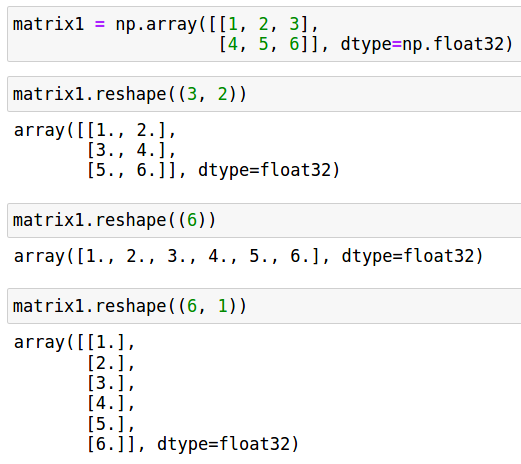 matrix1 = np.array([[1, 2, 3],
                    [4, 5, 6]], dtype=np.float32)
matrix1.reshape((3, 2))
array([[1., 2.],
       [3., 4.],
       [5., 6.]], dtype=float32)
matrix1.reshape((6))
array([1., 2., 3., 4., 5., 6.], dtype=float32)
matrix1.reshape((6, 1))
array([[1.],
       [2.],
       [3.],
       [4.],
       [5.],
       [6.]], dtype=float32)